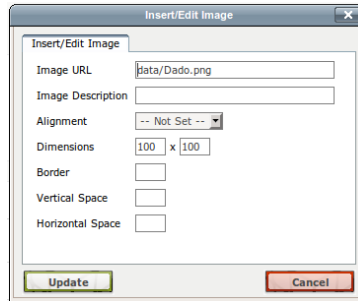 Insert/Edit Image
Insert/Edit Image
Image URL data/Dado.png
Image Description
Alignment -- Not Set --
Dimensions 100 x 100
Border
Vertical Space
Horizontal Space
Update Cancel